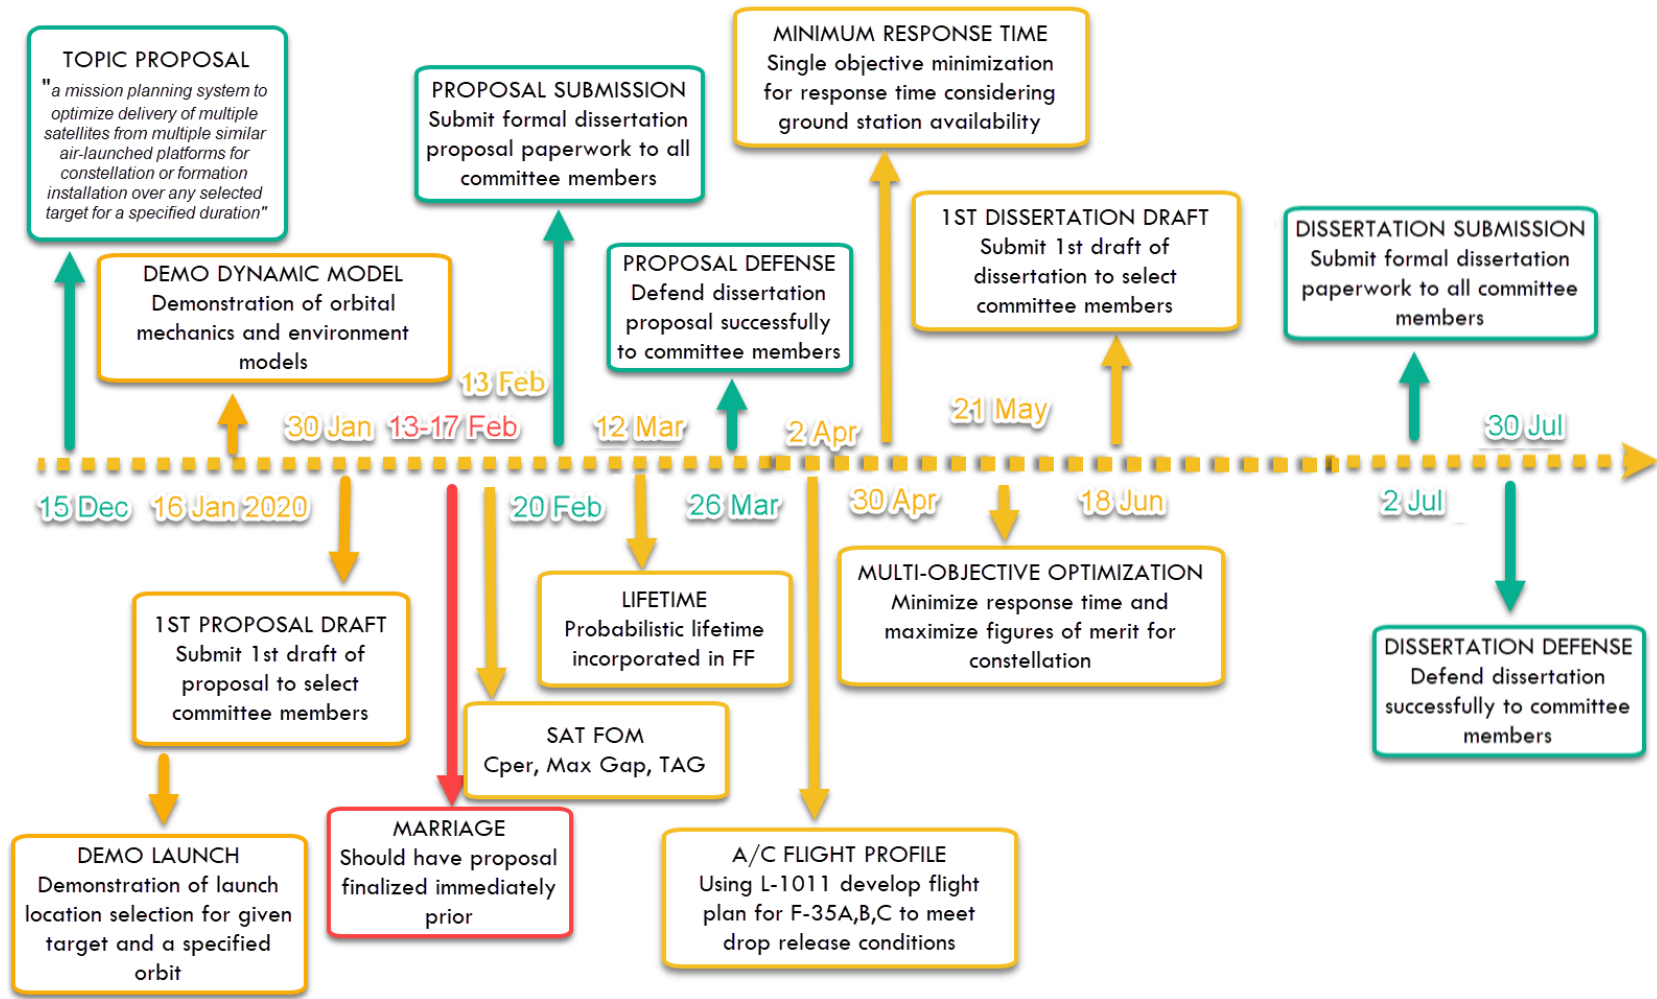 TOPIC PROPOSAL
"a mission planning system to
optimize delivery of multiple
satellites from multiple similar
air-launched platforms for
constellation or formation
installation over any selected
target for a specified duration"
DEMO DYNAMIC MODEL
Demonstration of orbital
mechanics and environment
models
PROPOSAL SUBMISSION
Submit formal dissertation
proposal paperwork to all
committee members
PROPOSAL DEFENSE
Defend dissertation
proposal successfully
to committee members
MINIMUM RESPONSE TIME
Single objective minimization
for response time considering
ground station availability
1ST DISSERTATION DRAFT
Submit 1st draft of
dissertation to select
committee members
DISSERTATION SUBMISSION
Submit formal dissertation
paperwork to all committee
members
30 Jan
13-17 Feb
13 Feb
12 Mar
2 Apr
21 May
30 Jul
15 Dec
16 Jan 2020
20 Feb
26 Mar
30 Apr
18 Jun
2 Jul
1ST PROPOSAL DRAFT
Submit 1st draft of
proposal to select
committee members
DEMO LAUNCH
Demonstration of launch
location selection for given
target and a specified
orbit
MARRIAGE
Should have proposal
finalized immediately
prior
SAT FOM
Cper, Max Gap, TAG
LIFETIME
Probabilistic lifetime
incorporated in FF
A/C FLIGHT PROFILE
Using L-1011 develop flight
plan for F-35A,B,C to meet
drop release conditions
MULTI-OBJECTIVE OPTIMIZATION
Minimize response time and
maximize figures of merit for
constellation
DISSERTATION DEFENSE
Defend dissertation
successfully to committee
members